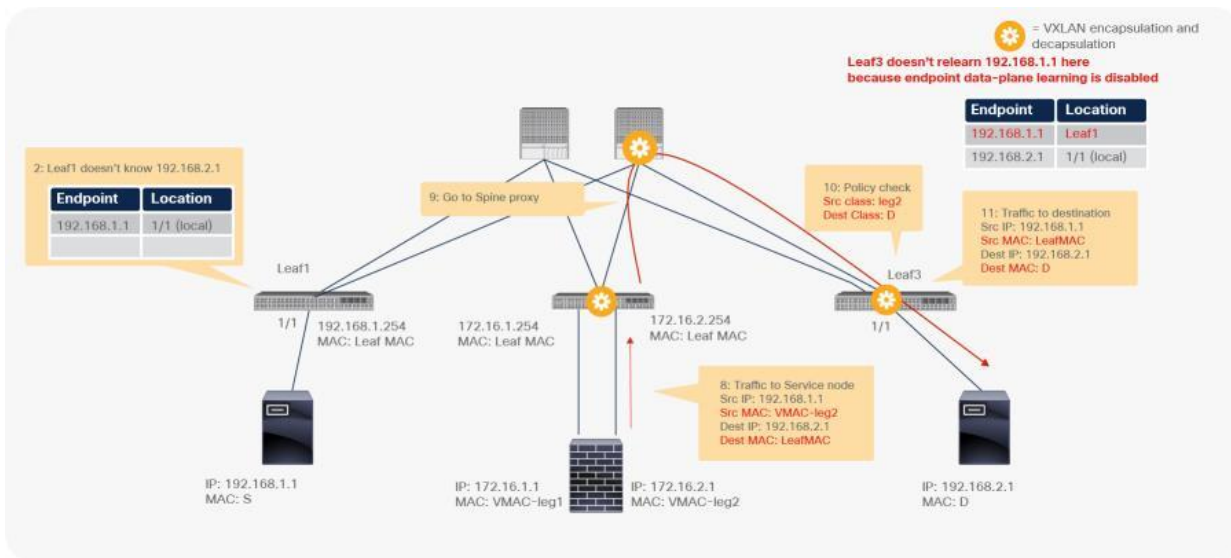 = VXLAN encapsulation and
decapsulation
Leaf3 doesn't relearn 192.168.1.1 here
because endpoint data-plane learning is disabled
Endpoint Location
192.168.1.1 Leaf1
192.168.2.1 1/1 (local)
2: Leaf1 doesn't know 192.168.2.1
Endpoint Location
192.168.1.1 1/1 (local)
9: Go to Spine proxy
10: Policy check
Src class: leg2
Dest Class: D
11: Traffic to destination
Src IP: 192.168.1.1
Src MAC: LeafMAC
Dest IP: 192.168.2.1
Dest MAC: D
Leaf1
Leaf3
1/1
192.168.1.254
MAC: Leaf MAC
172.16.1.254
MAC: Leaf MAC
172.16.2.254
MAC: Leaf MAC
1/1
8: Traffic to Service node
Src IP: 192.168.1.1
Src MAC: VMAC-leg2
Dest IP: 192.168.2.1
Dest MAC: LeafMAC
IP: 192.168.1.1
MAC: S
IP: 172.16.1.1
MAC: VMAC-leg1
IP: 172.16.2.1
MAC: VMAC-leg2
IP: 192.168.2.1
MAC: D